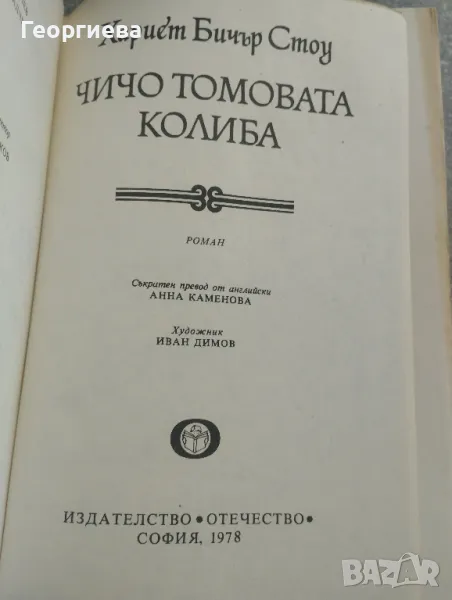 Георгиева
Хариет Бичър Стоу
ЧИЧО ТОМОВАТА
КОЛИБА
РОМАН
Съкратен превод от английски
АННА КАМЕНОВА
Художник
ИВАН ДИМОВ
ИЗДАТЕЛСТВО•ОТЕЧЕСТВО•
СОФИЯ, 1978
BAZAR